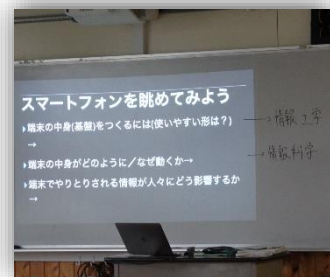 スマートフォンを眺めてみよう
▸端末の中身(基盤)をつくるには(使いやすい形は？)
→
→情報工学
▸端末の中身がどのように／なぜ動くか→
→情報科学
▸端末でやりとりされる情報が人々にどう影響するか
→